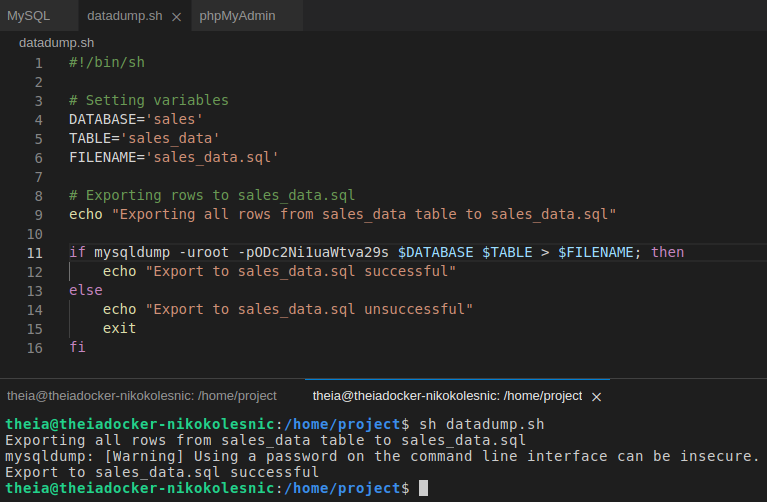 MySQL datadump.sh × phpMyAdmin
datadump.sh
1 #!/bin/sh
2
3 # Setting variables
4 DATABASE='sales'
5 TABLE='sales_data'
6 FILENAME='sales_data.sql'
7
8 # Exporting rows to sales_data.sql
9 echo "Exporting all rows from sales_data table to sales_data.sql"
10
11 if mysqldump -uroot -pODc2Ni1uaWtva29s $DATABASE $TABLE > $FILENAME; then
12 echo "Export to sales_data.sql successful"
13 else
14 echo "Export to sales_data.sql unsuccessful"
15 exit
16 fi
theia@theiadocker-nikokolesnic: /home/project theia@theiadocker-nikokolesnic: /home/project ×
theia@theiadocker-nikokolesnic:/home/project$ sh datadump.sh
Exporting all rows from sales_data table to sales_data.sql
mysqldump: [Warning] Using a password on the command line interface can be insecure.
Export to sales_data.sql successful
theia@theiadocker-nikokolesnic:/home/project$